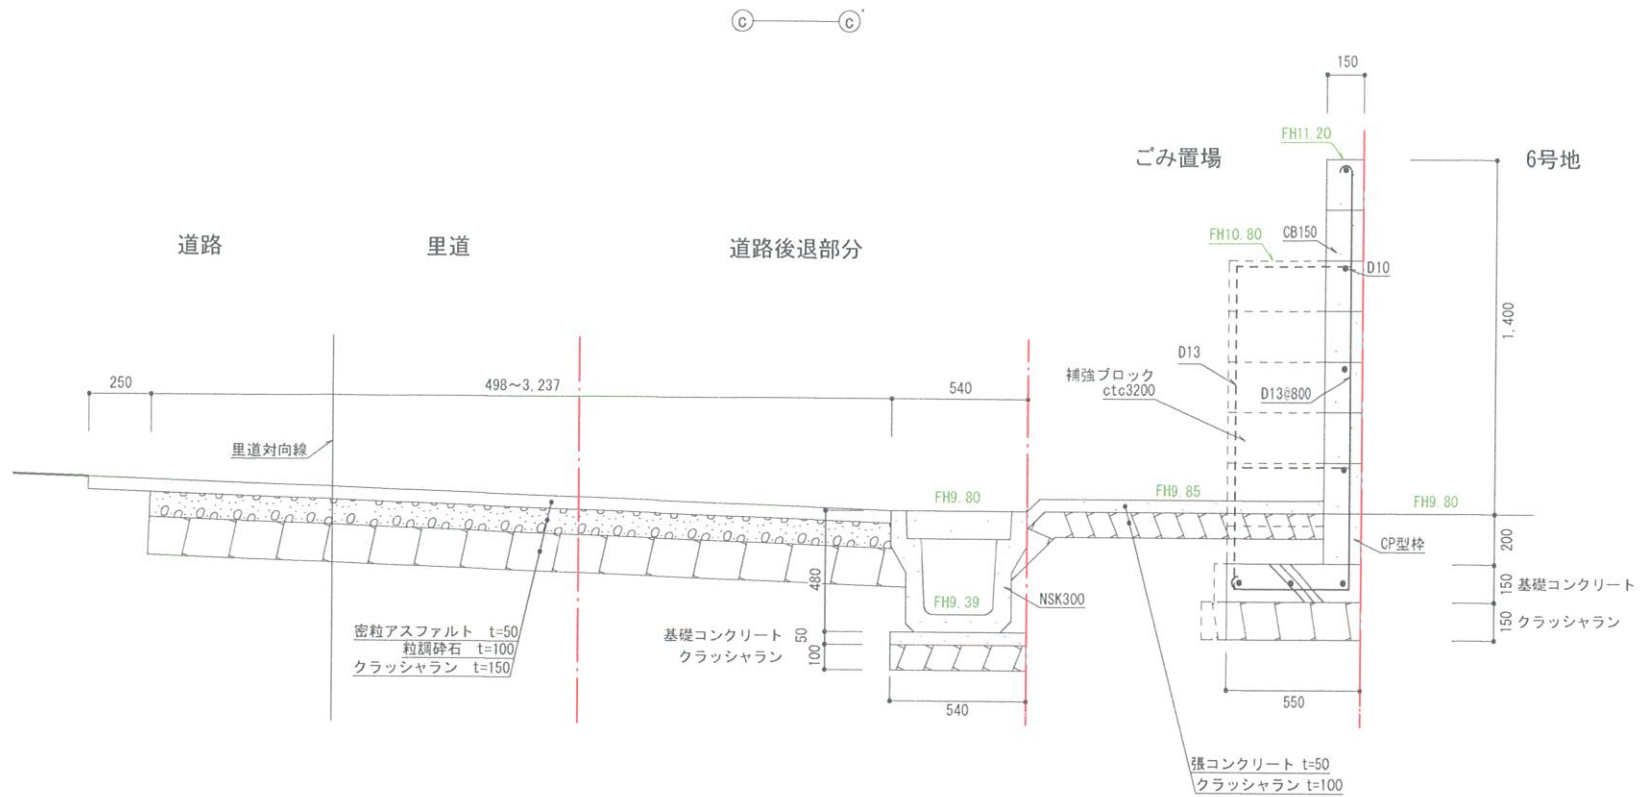 C C'
150
FH11.20
ごみ置場
6号地
道路
里道
道路後退部分
FH10.80
CB150
D10
1,400
D13
補強ブロック
ctc3200
D13@800
250
498～3,237
540
里道対向線
FH9.80
FH9.85
FH9.80
200
CP型枠
480
FH9.39
NSK300
150
基礎コンクリート
150
クラッシャラン
密粒アスファルト t=50
粒調砕石 t=100
クラッシャラン t=150
基礎コンクリート
50
クラッシャラン
100
540
550
張コンクリート t=50
クラッシャラン t=100